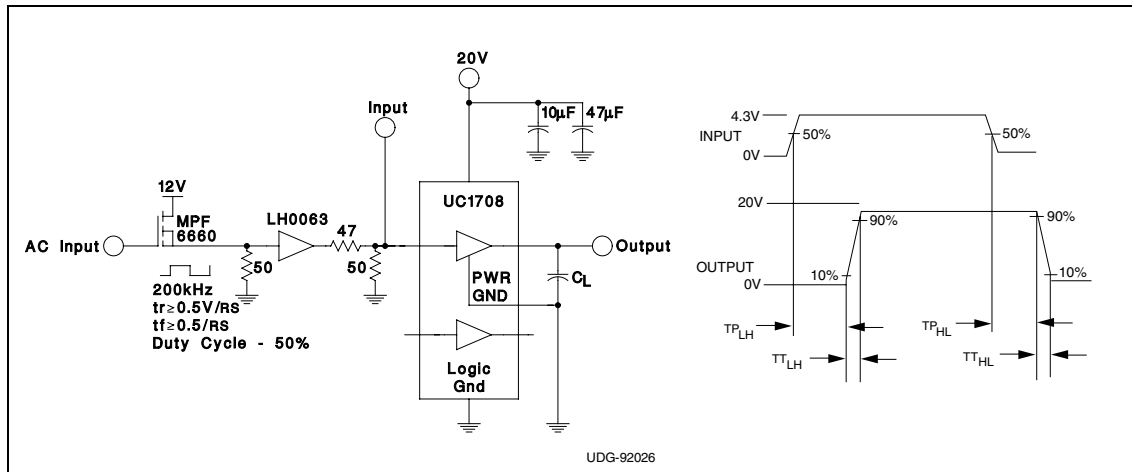 20V
Input
10µF
47µF
12V
UC1708
MPF
6660
LH0063
47
AC Input
Output
50
50
PWR
GND
CL
200kHz
tr≥0.5V/RS
tf≥0.5/RS
Duty Cycle - 50%
Logic
Gnd
4.3V
INPUT
50%
50%
0V
20V
90%
90%
OUTPUT
10%
10%
0V
TPLH
TPHL
TTLH
TTHL
UDG-92026